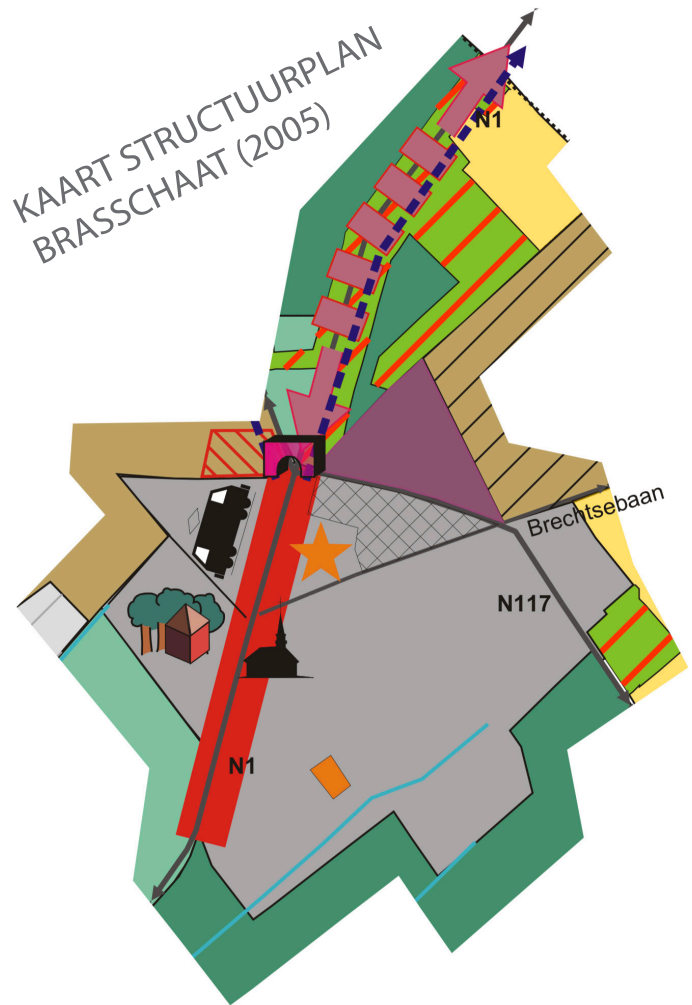 KAART STRUCTUURPLAN
BRASSCHAAT (2005)
N1
Brechtsebaan
N117
N1